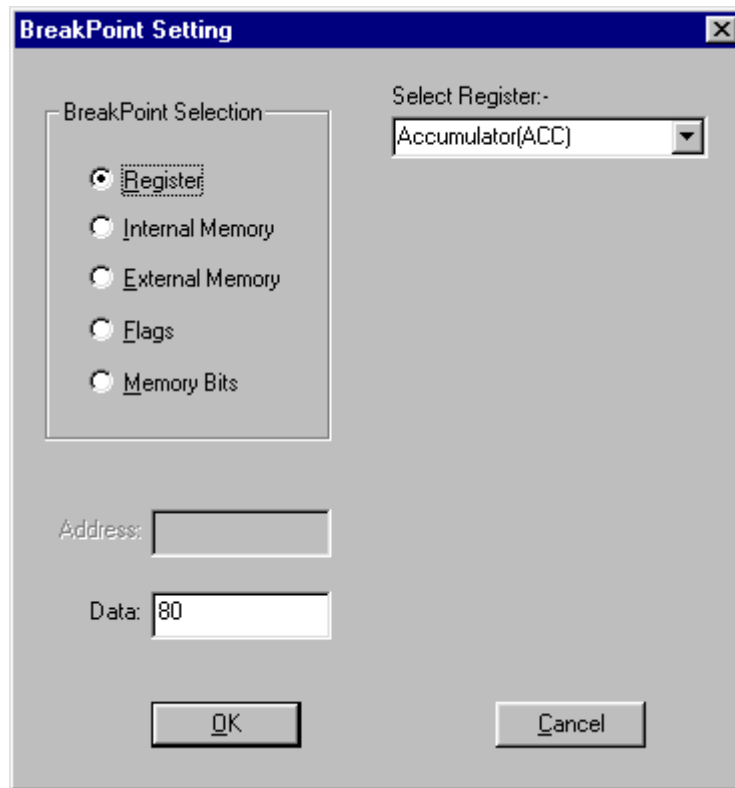 BreakPoint Setting
BreakPoint Selection
Register
Internal Memory
External Memory
Flags
Memory Bits
Select Register:-
Accumulator(ACC)
Address:
Data: 80
OK
Cancel